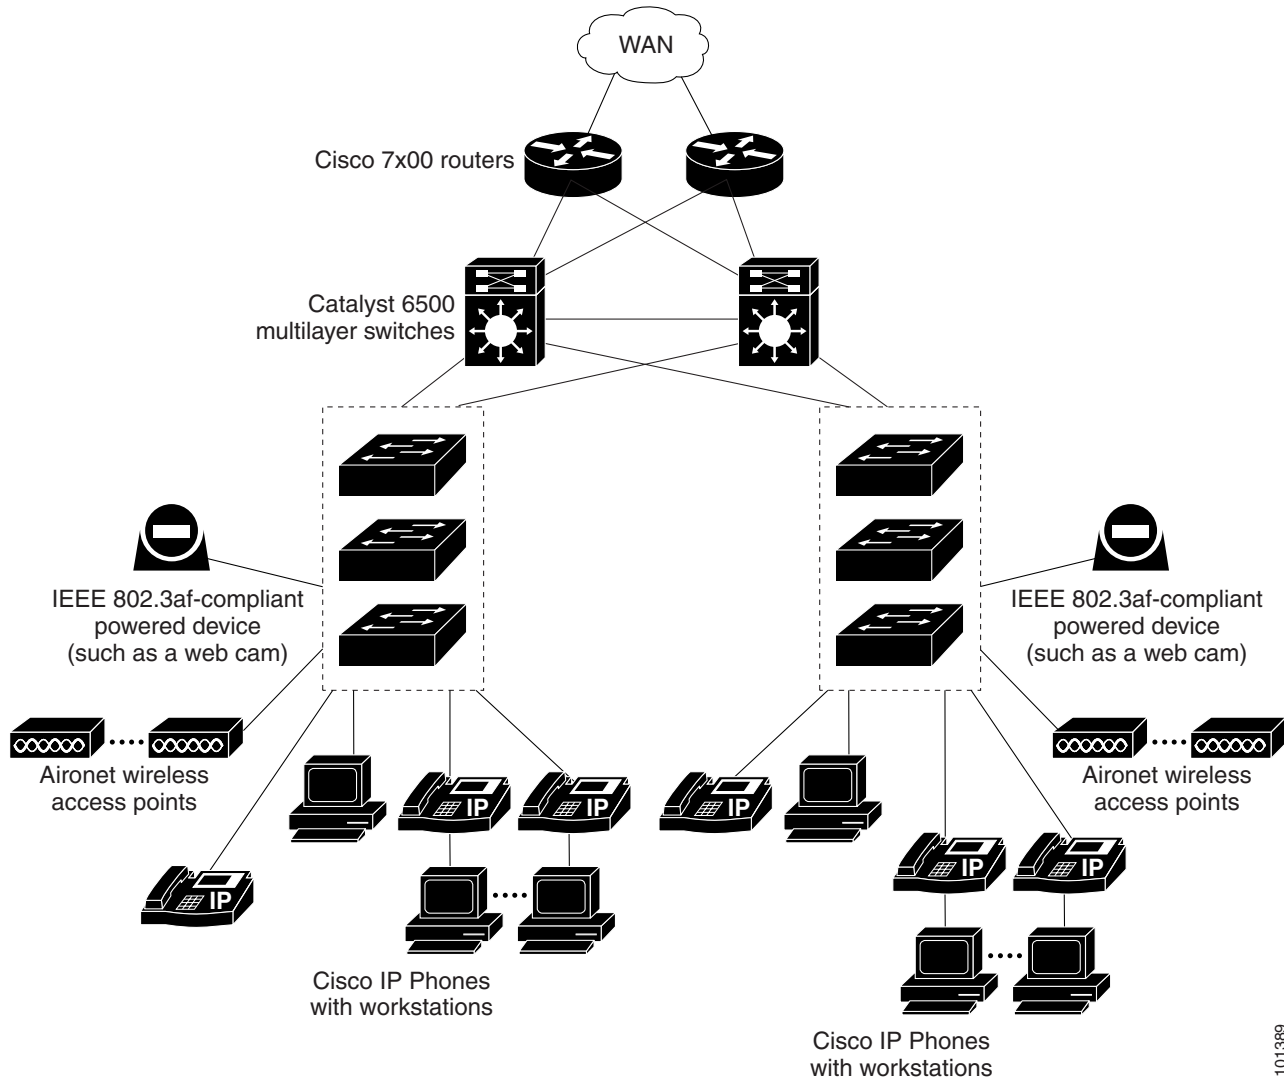 WAN
Cisco 7x00 routers
Catalyst 6500
multilayer switches
IEEE 802.3af-compliant
powered device
(such as a web cam)
IEEE 802.3af-compliant
powered device
(such as a web cam)
Aironet wireless
access points
Aironet wireless
access points
IP
IP
IP
IP
IP
IP
Cisco IP Phones
with workstations
Cisco IP Phones
with workstations
101389